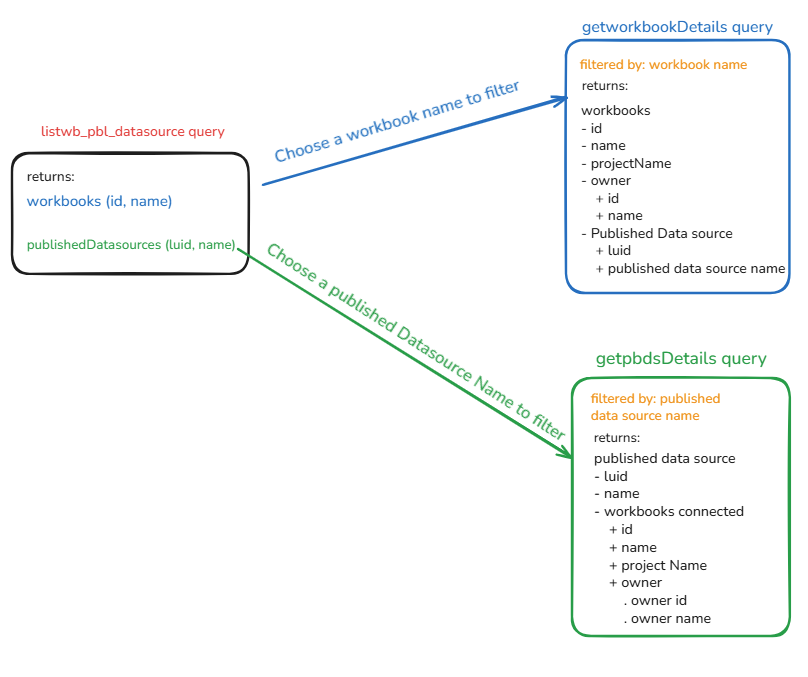 getworkbookDetails query
filtered by: workbook name
returns:
workbooks
- id
- name
- projectName
- owner
+ id
+ name
- Published Data source
+ luid
+ published data source name
Choose a workbook name to filter
listwb_pbl_datasource query
returns:
workbooks (id, name)
publishedDatasources (luid, name)
Choose a published Datasource Name to filter
getpbdsDetails query
filtered by: published
data source name
returns:
published data source
- luid
- name
- workbooks connected
+ id
+ name
+ project Name
+ owner
. owner id
. owner name